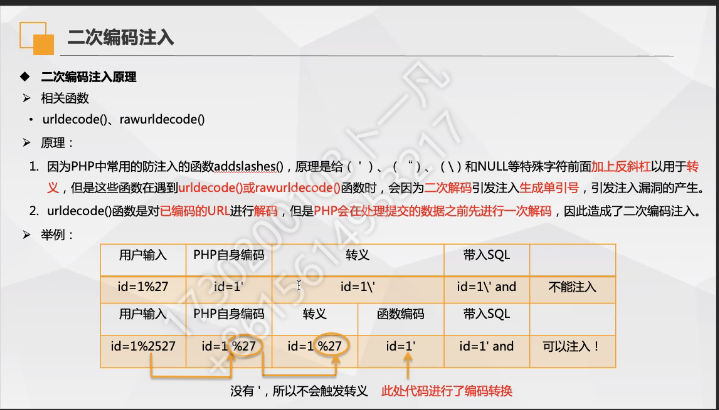 二次编码注入
◆ 二次编码注入原理
➢ 相关函数
• urldecode()、rawurldecode()
➢ 原理：
1. 因为PHP中常用的防注入的函数addslashes()，原理是给（ ' ）、（ “ ）、（ \ ）和NULL等特殊字符前面加上反斜杠以用于转
义，但是这些函数在遇到urldecode()或rawurldecode()函数时，会因为二次解码引发注入生成单引号，引发注入漏洞的产生。
2. urldecode()函数是对已编码的URL进行解码，但是PHP会在处理提交的数据之前先进行一次解码，因此造成了二次编码注入。
➢ 举例：
用户输入 PHP自身编码 转义 带入SQL
id=1%27 id=1' id=1\' id=1\' and 不能注入
用户输入 PHP自身编码 转义 函数编码 带入SQL
id=1%2527 id=1 %27 id=1 %27 id=1' id=1' and 可以注入！
没有 '，所以不会触发转义 此处代码进行了编码转换